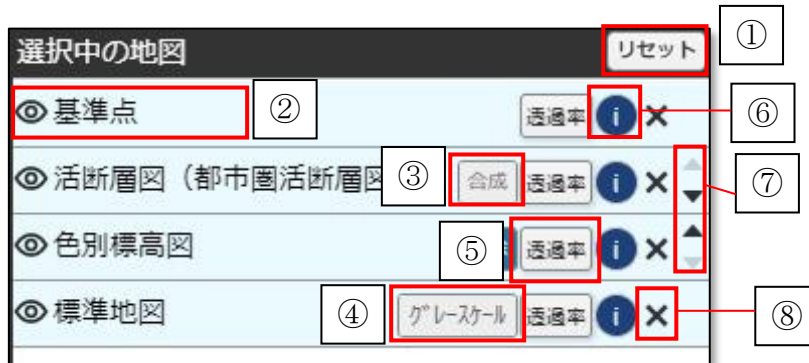 選択中の地図 リセット ①
基準点 ② 透過率 i ✕ ⑥
活断層図（都市圏活断層図 ③ 合成 透過率 i ✕ ⑦
色別標高図 ⑤ 透過率 i ✕
標準地図 ④ グレースケール 透過率 i ✕ ⑧